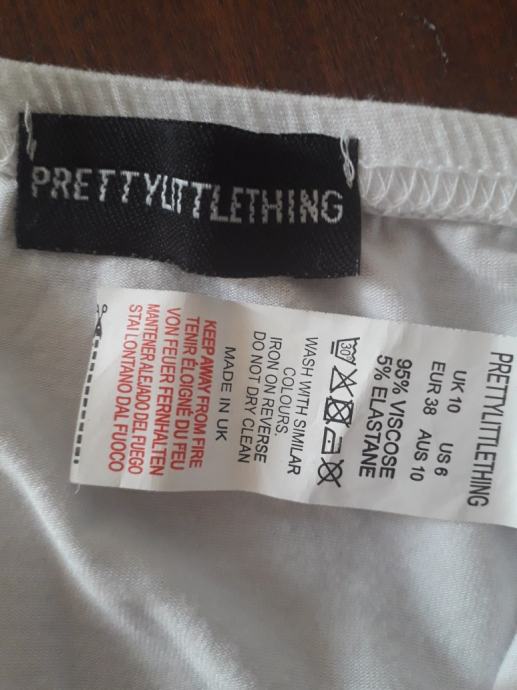 PRETTYLITTLETHING
PRETTYLITTLETHING
UK 10 US 6
EUR 38 AUS 10
95% VISCOSE
5% ELASTANE
30°
WASH WITH SIMILAR
COLOURS.
IRON ON REVERSE
DO NOT DRY CLEAN
MADE IN UK
KEEP AWAY FROM FIRE
TENIR ÉLOIGNÉ DU FEU
VON FEUER FERNHALTEN
MANTENER ALEJADO DEL FUEGO
STAI LONTANO DAL FUOCO